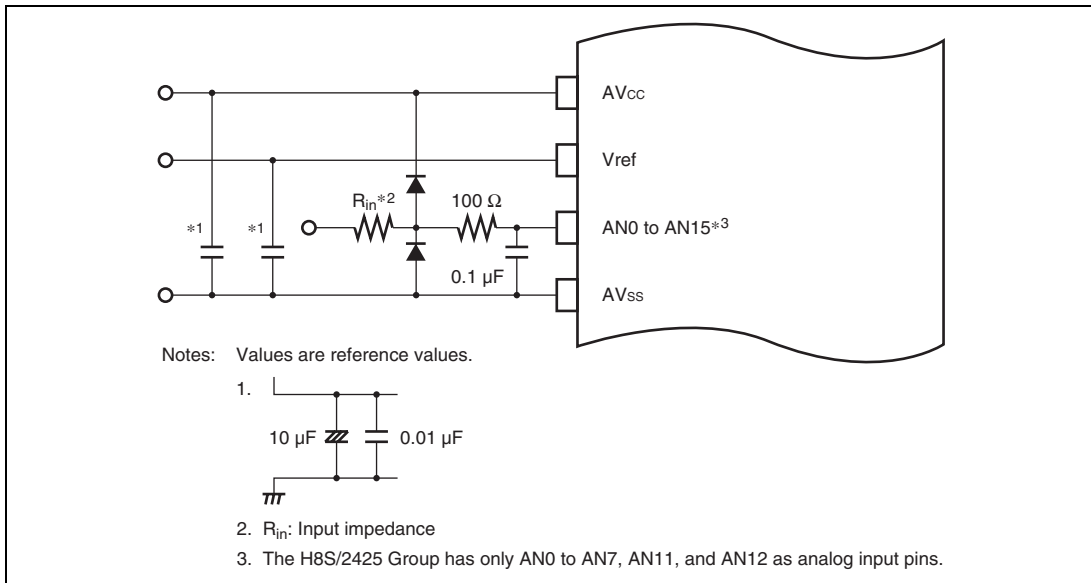 AVCC
Vref
Rin*2
100 Ω
*1
*1
AN0 to AN15*3
0.1 µF
AVSS
Notes: Values are reference values.
1.
10 µF
0.01 µF
2. Rin: Input impedance
3. The H8S/2425 Group has only AN0 to AN7, AN11, and AN12 as analog input pins.